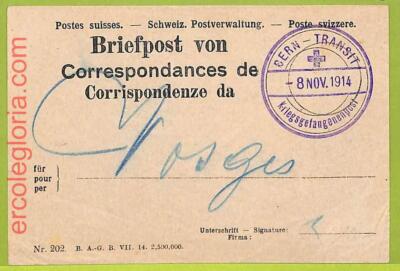 Postes suisses. — Schweiz. Postverwaltung. — Poste svizzere.
Briefpost von
Correspondances de
Corrispondenze da
BERN-TRANSIT
-8 NOV. 1914
Kriegsgefangenenpost
Vosges
für
pour
per
Unterschrift – Signature:
Firma:
Nr. 202. B. A.-G. B. VII. 14. 2,500,000.
ercolegloria.com